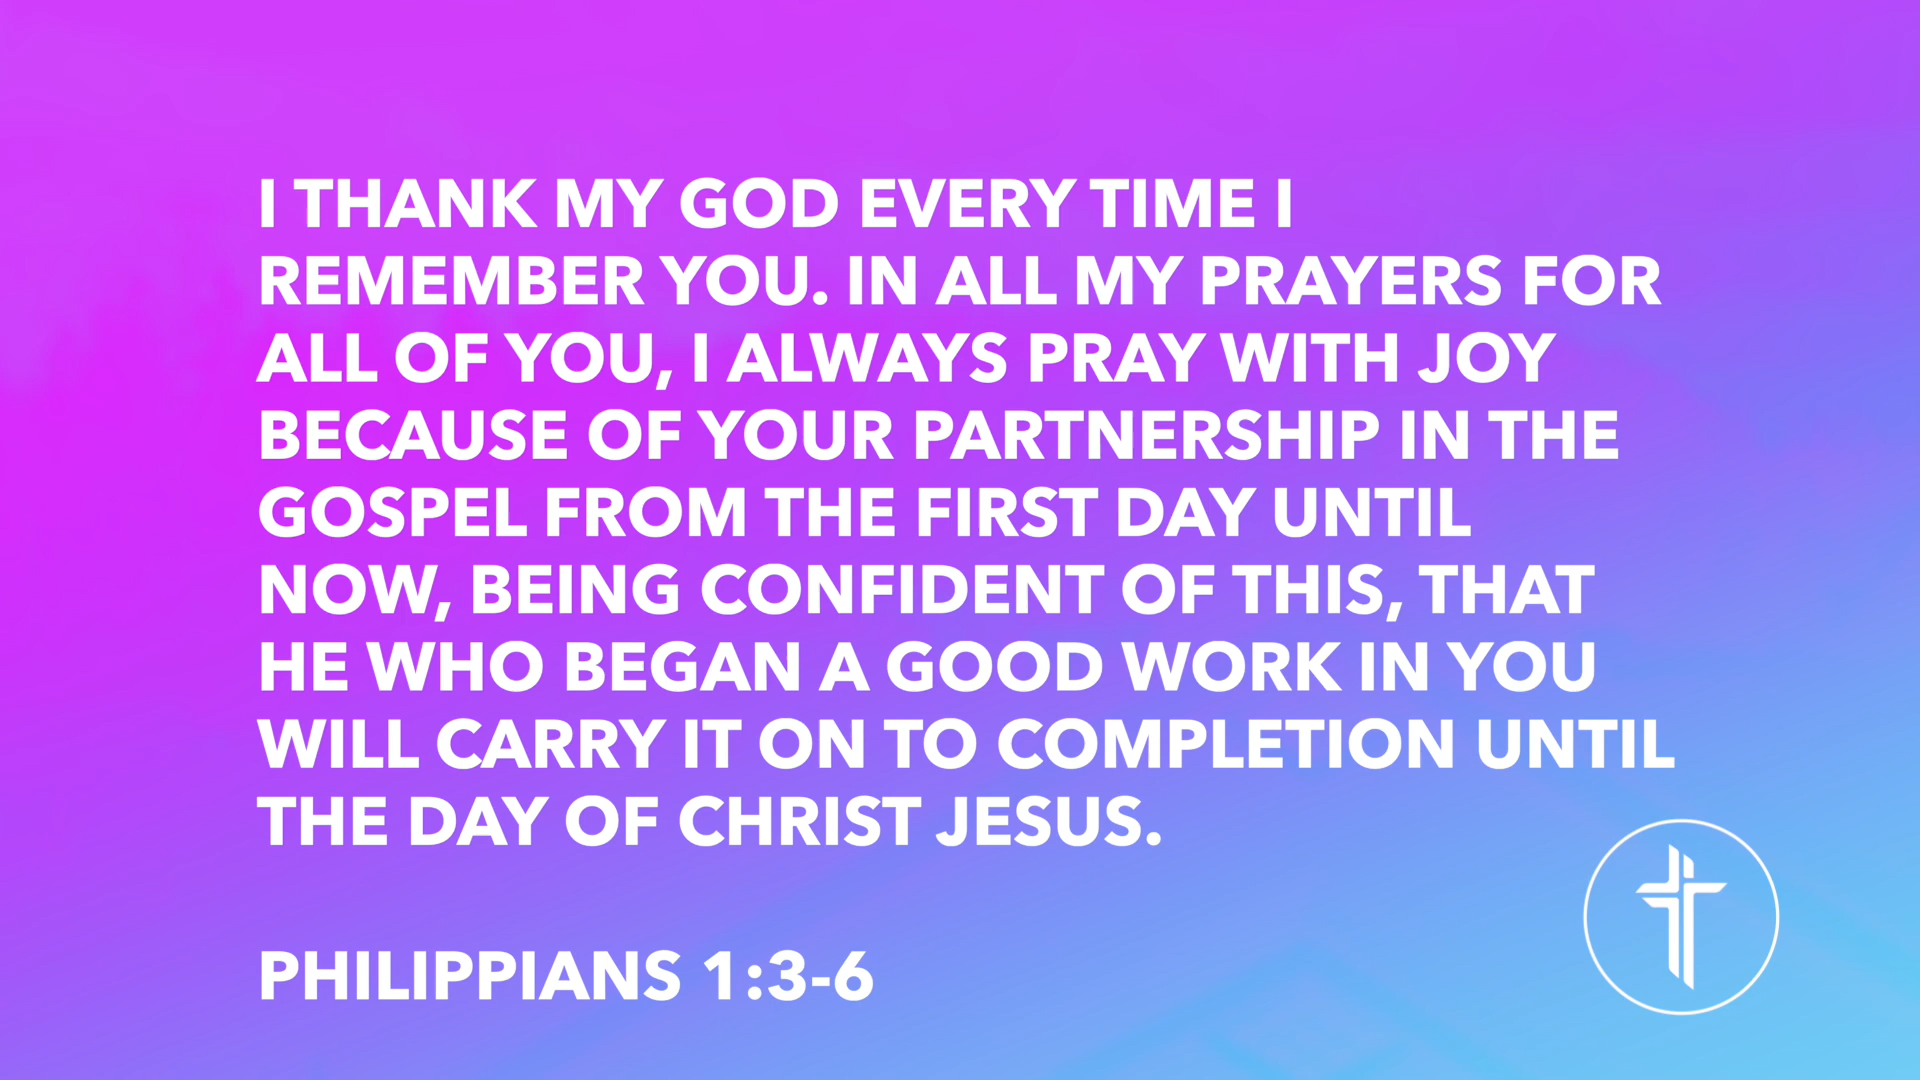 I THANK MY GOD EVERY TIME I
REMEMBER YOU. IN ALL MY PRAYERS FOR
ALL OF YOU, I ALWAYS PRAY WITH JOY
BECAUSE OF YOUR PARTNERSHIP IN THE
GOSPEL FROM THE FIRST DAY UNTIL
NOW, BEING CONFIDENT OF THIS, THAT
HE WHO BEGAN A GOOD WORK IN YOU
WILL CARRY IT ON TO COMPLETION UNTIL
THE DAY OF CHRIST JESUS.
PHILIPPIANS 1:3-6